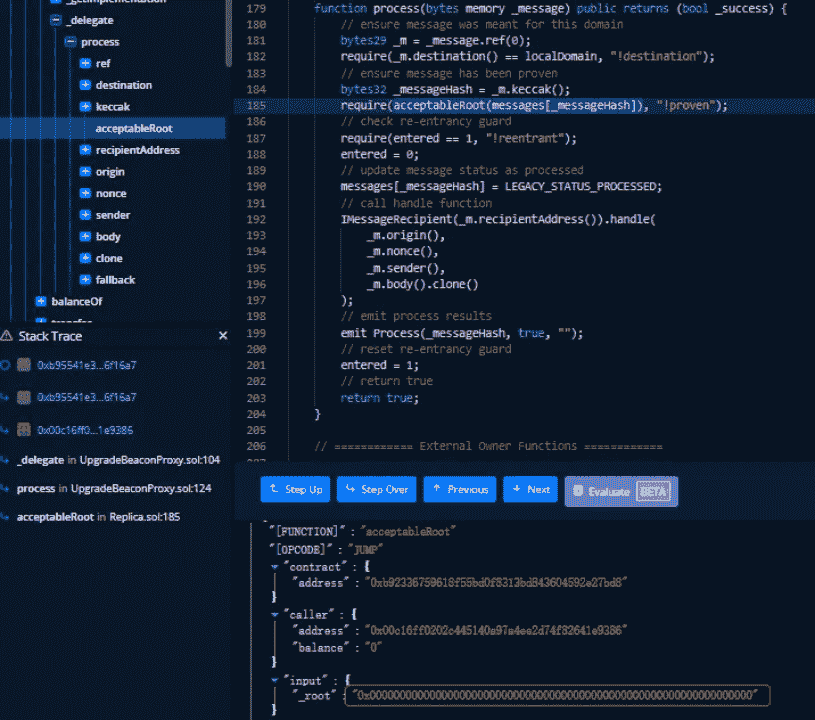 _getImplementation
_delegate
process
ref
destination
keccak
acceptableRoot
recipientAddress
origin
nonce
sender
body
clone
fallback
balanceOf
Stack Trace
0xb95541e3...6f16a7
0xb95541e3...6f16a7
0x00c16ff0...1e9386
_delegate in UpgradeBeaconProxy.sol:104
process in UpgradeBeaconProxy.sol:124
acceptableRoot in Replica.sol:185
179 function process(bytes memory _message) public returns (bool _success) {
180 // ensure message was meant for this domain
181 bytes29 _m = _message.ref(0);
182 require(_m.destination() == localDomain, "!destination");
183 // ensure message has been proven
184 bytes32 _messageHash = _m.keccak();
185 require(acceptableRoot(messages[_messageHash]), "!proven");
186 // check re-entrancy guard
187 require(entered == 1, "!reentrant");
188 entered = 0;
189 // update message status as processed
190 messages[_messageHash] = LEGACY_STATUS_PROCESSED;
191 // call handle function
192 IMessageRecipient(_m.recipientAddress()).handle(
193 _m.origin(),
194 _m.nonce(),
195 _m.sender(),
196 _m.body().clone()
197 );
198 // emit process results
199 emit Process(_messageHash, true, "");
200 // reset re-entrancy guard
201 entered = 1;
202 // return true
203 return true;
204 }
205
206 // ============ External Owner Functions ============
Step Up
Step Over
Previous
Next
Evaluate BETA
"[FUNCTION]" : "acceptableRoot"
"[OPCODE]" : "JUMP"
"contract" : {
"address" : "0xb92336759618f55bd0f8313bd843604592e27bd8"
}
"caller" : {
"address" : "0x00c16ff0202c445140a97a4ee2d74f82641e9386"
"balance" : "0"
}
"input" : {
"_root" : "0x0000000000000000000000000000000000000000000000000000000000000000"
}